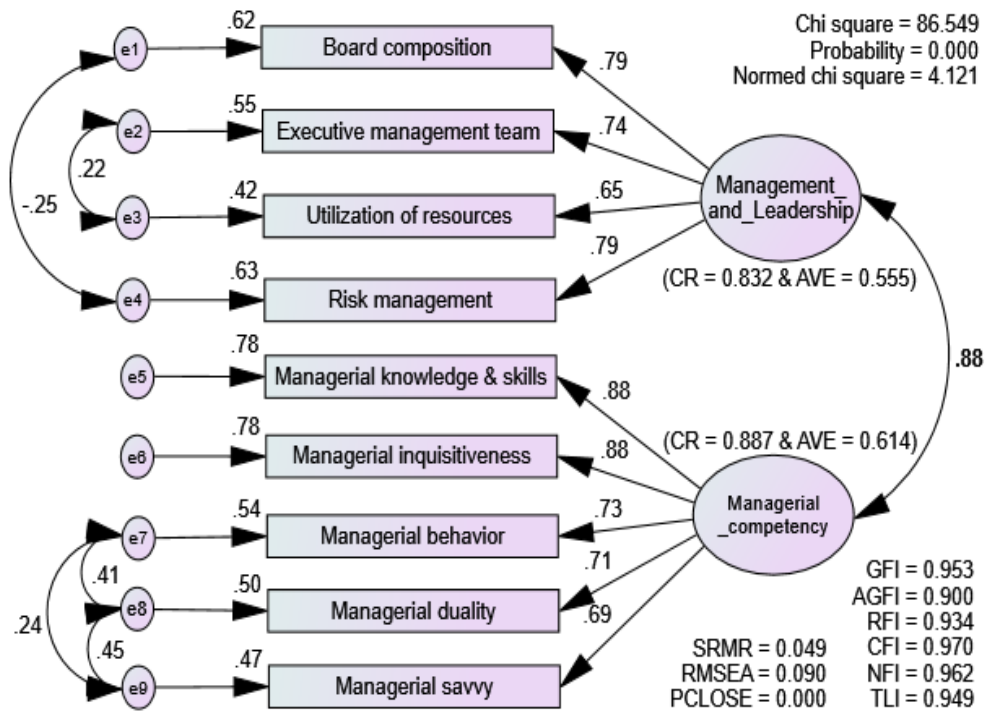 Chi square = 86.549
Probability = 0.000
Normed chi square = 4.121
.62
e1
Board composition
.79
.55
e2
Executive management team
.74
.22
-.25
.42
e3
Utilization of resources
.65
Management_
and_Leadership
.79
.63
e4
Risk management
(CR = 0.832 & AVE = 0.555)
.78
e5
Managerial knowledge & skills
.88
.88
.78
e6
Managerial inquisitiveness
.88
(CR = 0.887 & AVE = 0.614)
.54
e7
Managerial behavior
.73
Managerial
_competency
.41
.50
e8
Managerial duality
.71
.24
.45
.47
e9
Managerial savvy
.69
SRMR = 0.049
RMSEA = 0.090
PCLOSE = 0.000
GFI = 0.953
AGFI = 0.900
RFI = 0.934
CFI = 0.970
NFI = 0.962
TLI = 0.949